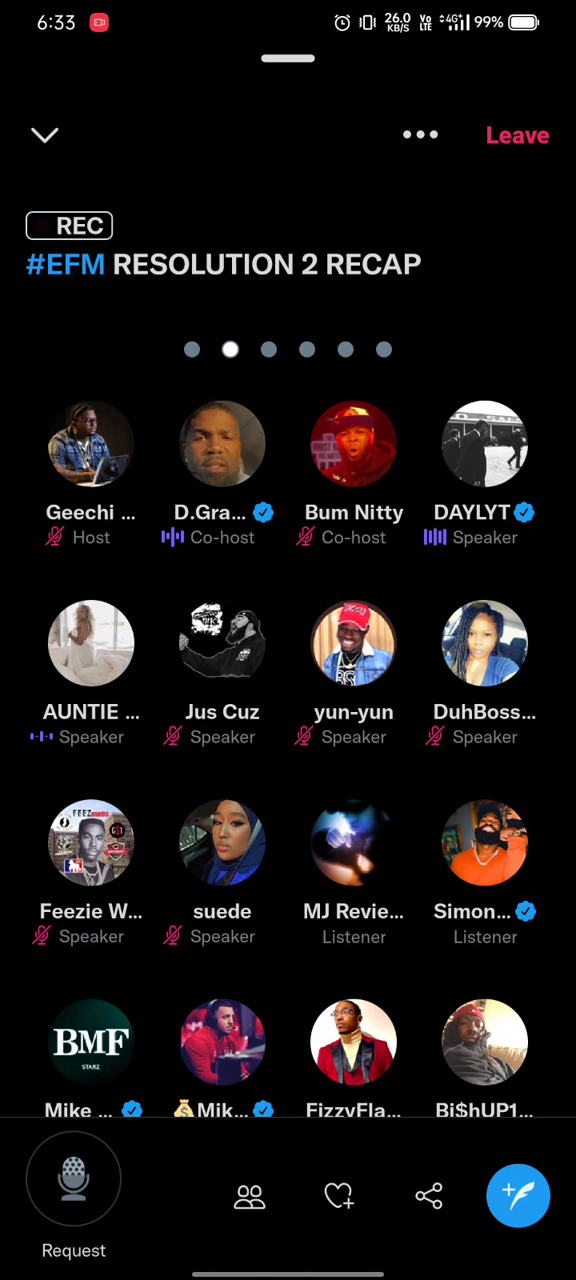 6:33
26.0
KB/S
Vo
LTE
4G+
99%
Leave
REC
#EFM RESOLUTION 2 RECAP
Geechi ... D.Gra... Bum Nitty DAYLYT
Host Co-host Co-host Speaker
AUNTIE ... Jus Cuz yun-yun DuhBoss...
Speaker Speaker Speaker Speaker
FEEZmatic
GST
Feezie W... suede MJ Revie... Simon...
Speaker Speaker Listener Listener
BMF
STARZ
Mike ... 💰Mik... FizzyFla... Bi$hUP1...
Request